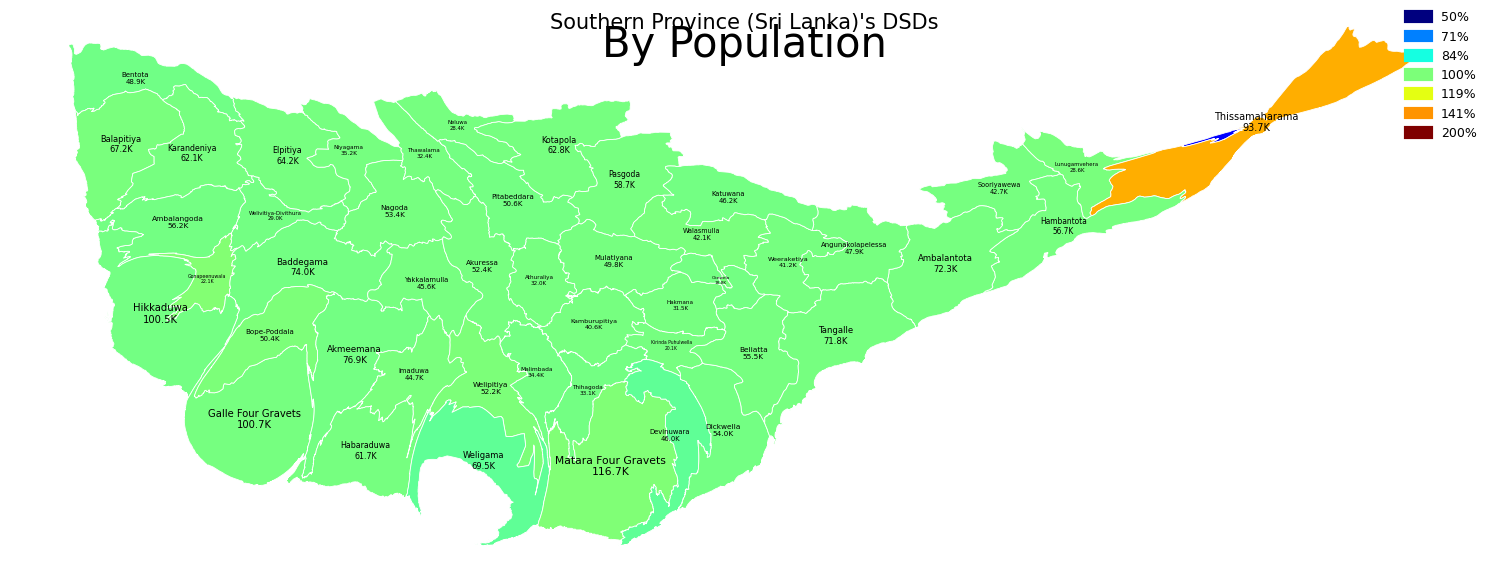 Southern Province (Sri Lanka)'s DSDs
By Population
50%
71%
84%
100%
119%
141%
200%
Bentota
48.9K
Balapitiya
67.2K
Karandeniya
62.1K
Elpitiya
64.2K
Niyagama
35.2K
Thawalama
32.4K
Neluwa
28.4K
Kotapola
62.8K
Pasgoda
58.7K
Thissamaharama
93.7K
Lunugamvehera
28.6K
Sooriyawewa
42.7K
Hambantota
56.7K
Katuwana
46.2K
Pitabeddara
50.6K
Nagoda
53.4K
Welivitiya-Divithura
29.0K
Ambalangoda
56.2K
Walasmulla
42.1K
Angunakolapelessa
47.9K
Weeraketiya
41.2K
Ambalantota
72.3K
Mulatiyana
49.8K
Akuressa
52.4K
Athuraliya
32.0K
Yakkalamulla
45.6K
Baddegama
74.0K
Gonapeenuwala
22.1K
Hikkaduwa
100.5K
Bope-Poddala
50.4K
Akmeemana
76.9K
Imaduwa
44.7K
Welipitiya
52.2K
Malimbada
34.4K
Kamburupitiya
40.6K
Hakmana
31.5K
Kirinda Puhulwella
20.1K
Beliatta
55.5K
Tangalle
71.8K
Thihagoda
33.1K
Galle Four Gravets
100.7K
Habaraduwa
61.7K
Weligama
69.5K
Matara Four Gravets
116.7K
Devinuwara
46.0K
Dickwella
54.0K